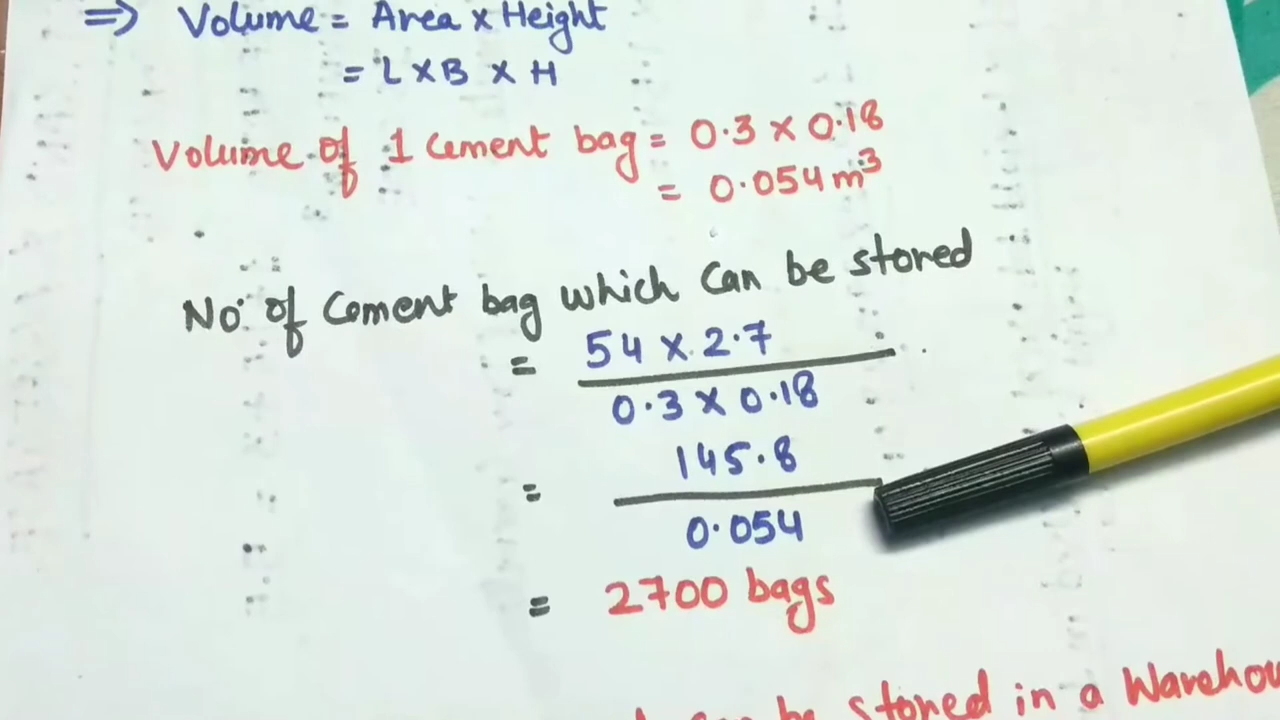 ⇒ Volume = Area x Height
= L x B x H
Volume of 1 Cement bag = 0.3 x 0.18
= 0.054 m³
No. of Cement bag which can be stored
= 54 x 2.7
0.3 x 0.18
= 145.8
0.054
= 2700 bags
can be stored in a